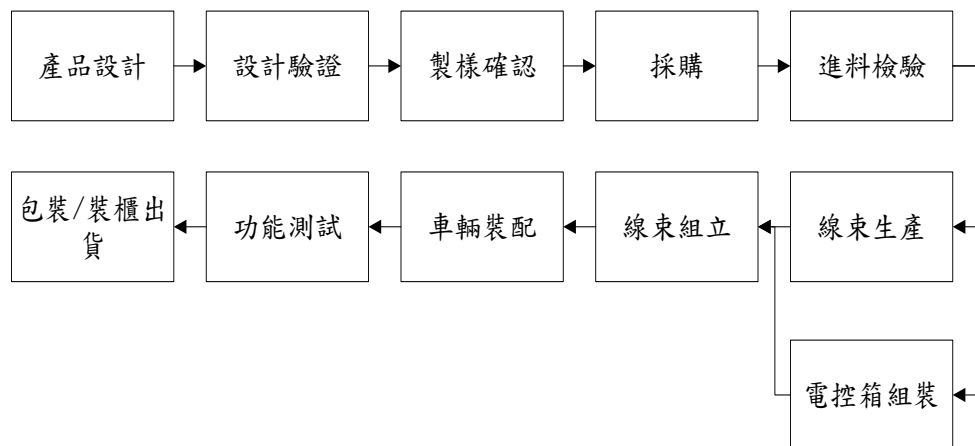 產品設計
設計驗證
製樣確認
採購
進料檢驗
包裝/裝櫃出
貨
功能測試
車輛裝配
線束組立
線束生產
電控箱組裝